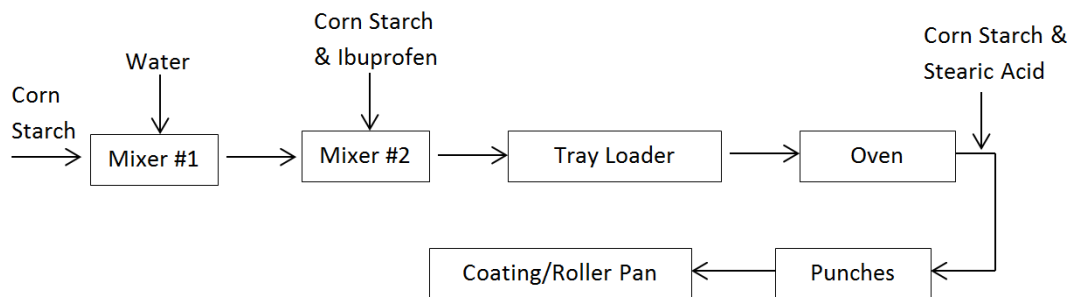 Corn
Starch
Water
Mixer #1
Corn Starch
& Ibuprofen
Mixer #2
Tray Loader
Oven
Corn Starch &
Stearic Acid
Punches
Coating/Roller Pan